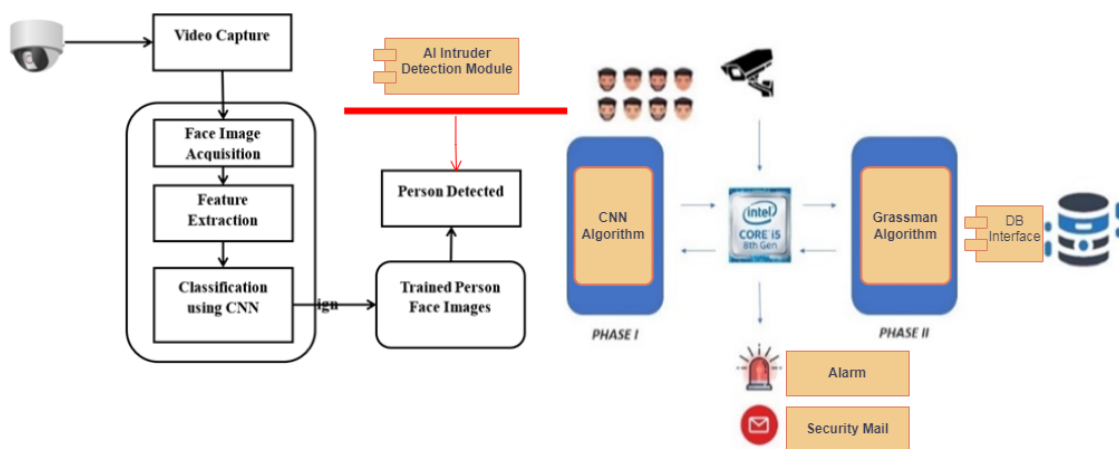 Video Capture
AI Intruder
Detection Module
Face Image
Acquisition
Feature
Extraction
Classification
using CNN
ign
Person Detected
Trained Person
Face Images
CNN
Algorithm
PHASE I
intel
CORE i5
8th Gen
Grassman
Algorithm
PHASE II
DB
Interface
Alarm
Security Mail